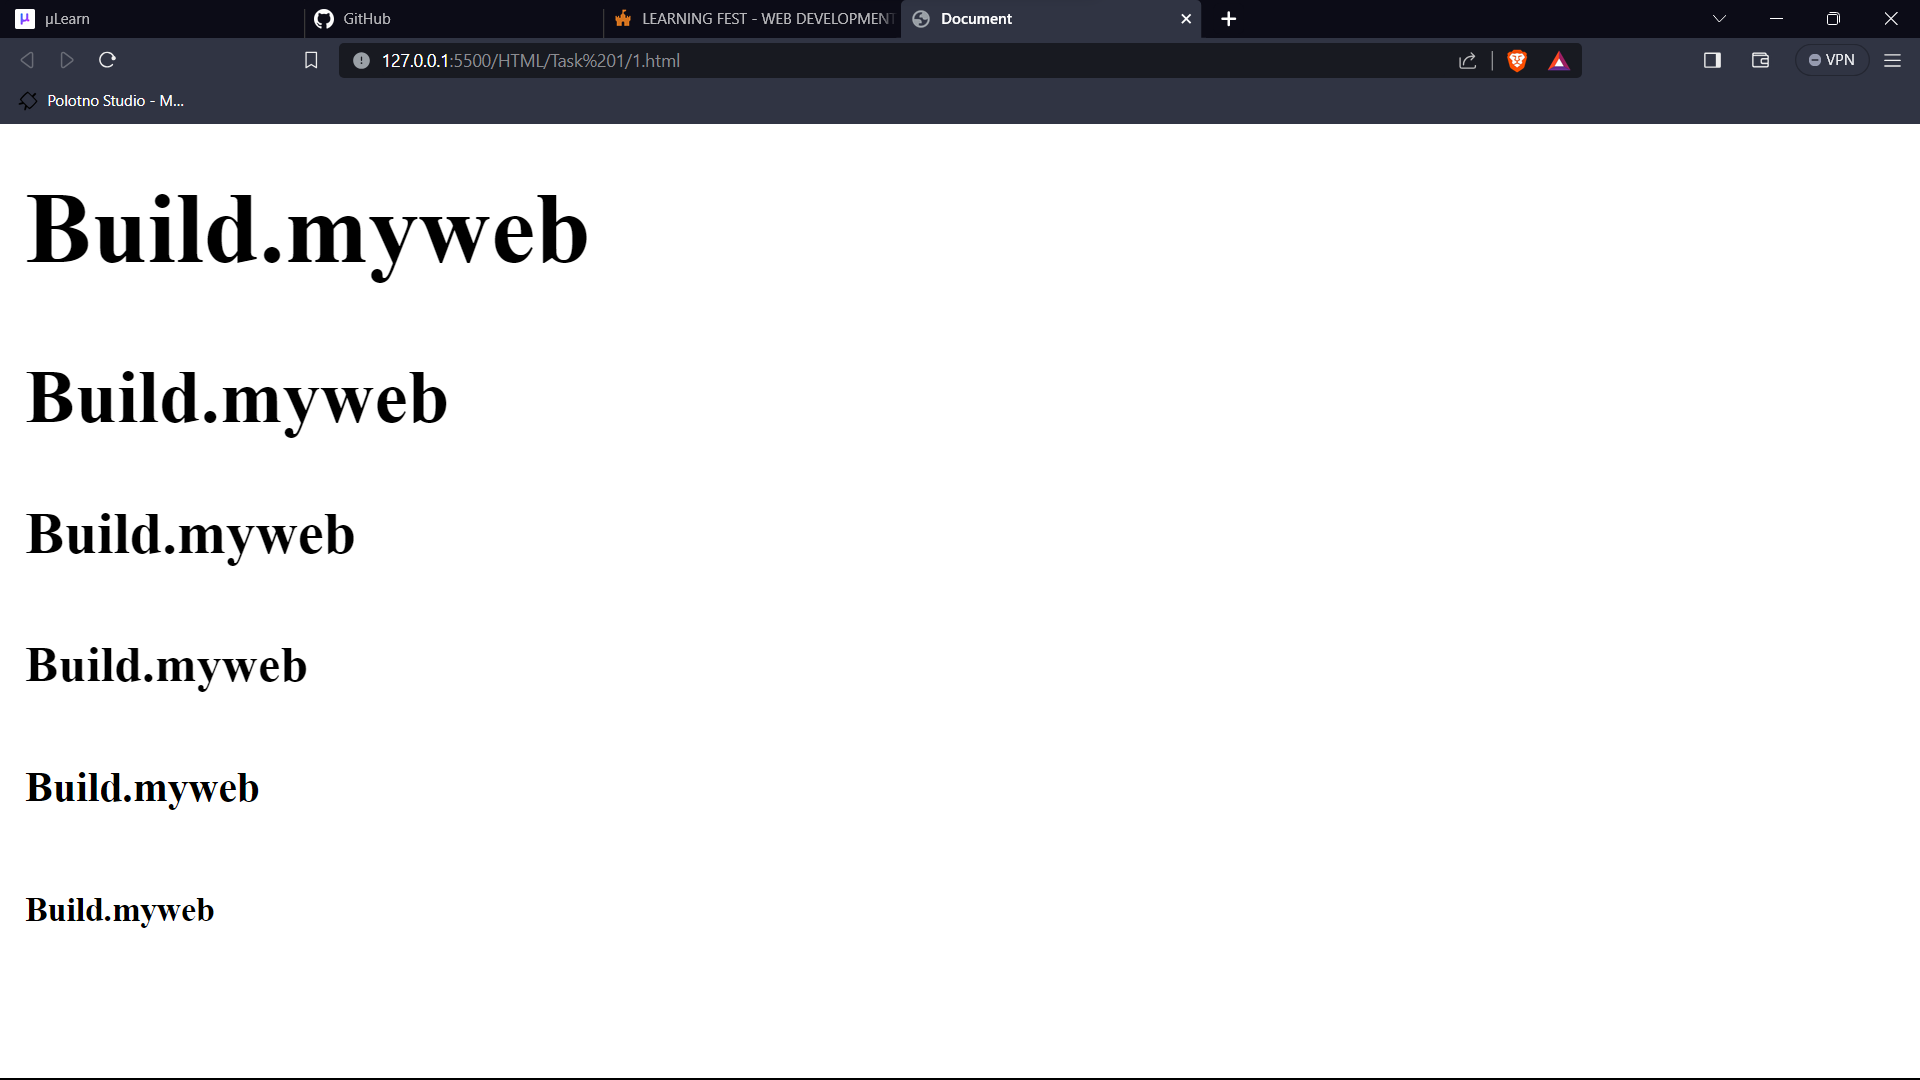 µ µLearn GitHub LEARNING FEST - WEB DEVELOPMENT Document
127.0.0.1:5500/HTML/Task%201/1.html VPN
Polotno Studio - M...
Build.myweb
Build.myweb
Build.myweb
Build.myweb
Build.myweb
Build.myweb